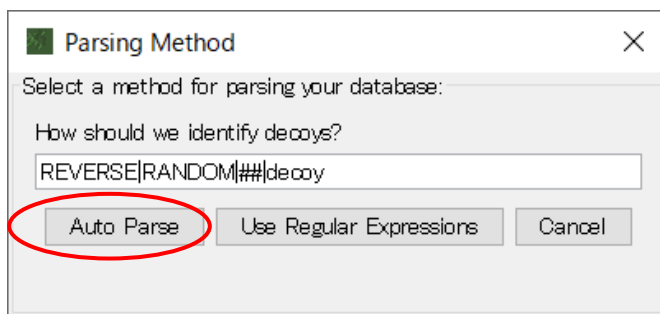 Parsing Method
Select a method for parsing your database:
How should we identify decoys?
REVERSE|RANDOM|##|decoy
Auto Parse Use Regular Expressions Cancel